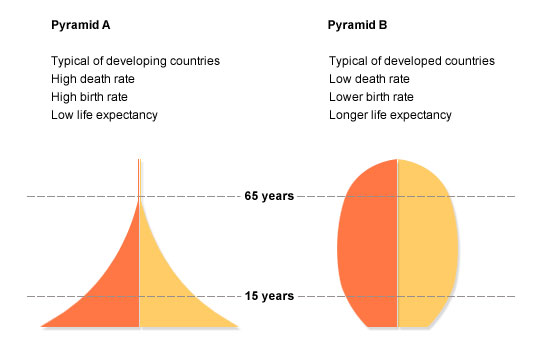 Pyramid A
Typical of developing countries
High death rate
High birth rate
Low life expectancy
Pyramid B
Typical of developed countries
Low death rate
Lower birth rate
Longer life expectancy
65 years
15 years